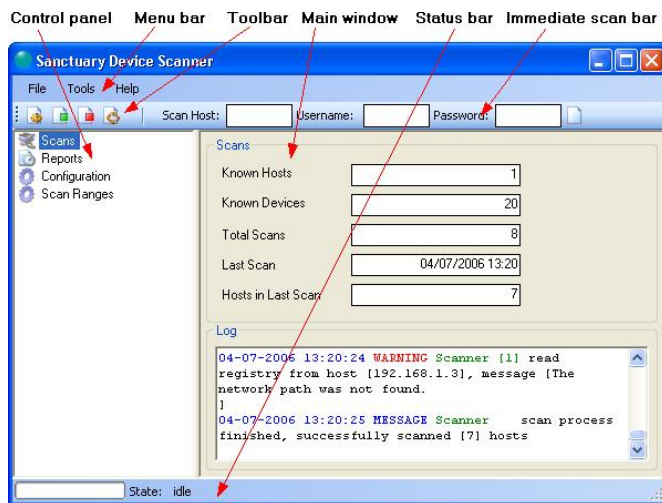 Control panel Menu bar Toolbar Main window Status bar Immediate scan bar
Sanctuary Device Scanner
File Tools Help
Scan Host: Username: Password:
Scans
Reports
Configuration
Scan Ranges
Scans
Known Hosts 1
Known Devices 20
Total Scans 8
Last Scan 04/07/2006 13:20
Hosts in Last Scan 7
Log
04-07-2006 13:20:24 WARNING Scanner [1] read
registry from host [192.168.1.3], message [The
network path was not found.
]
04-07-2006 13:20:25 MESSAGE Scanner scan process
finished, successfully scanned [7] hosts
State: idle